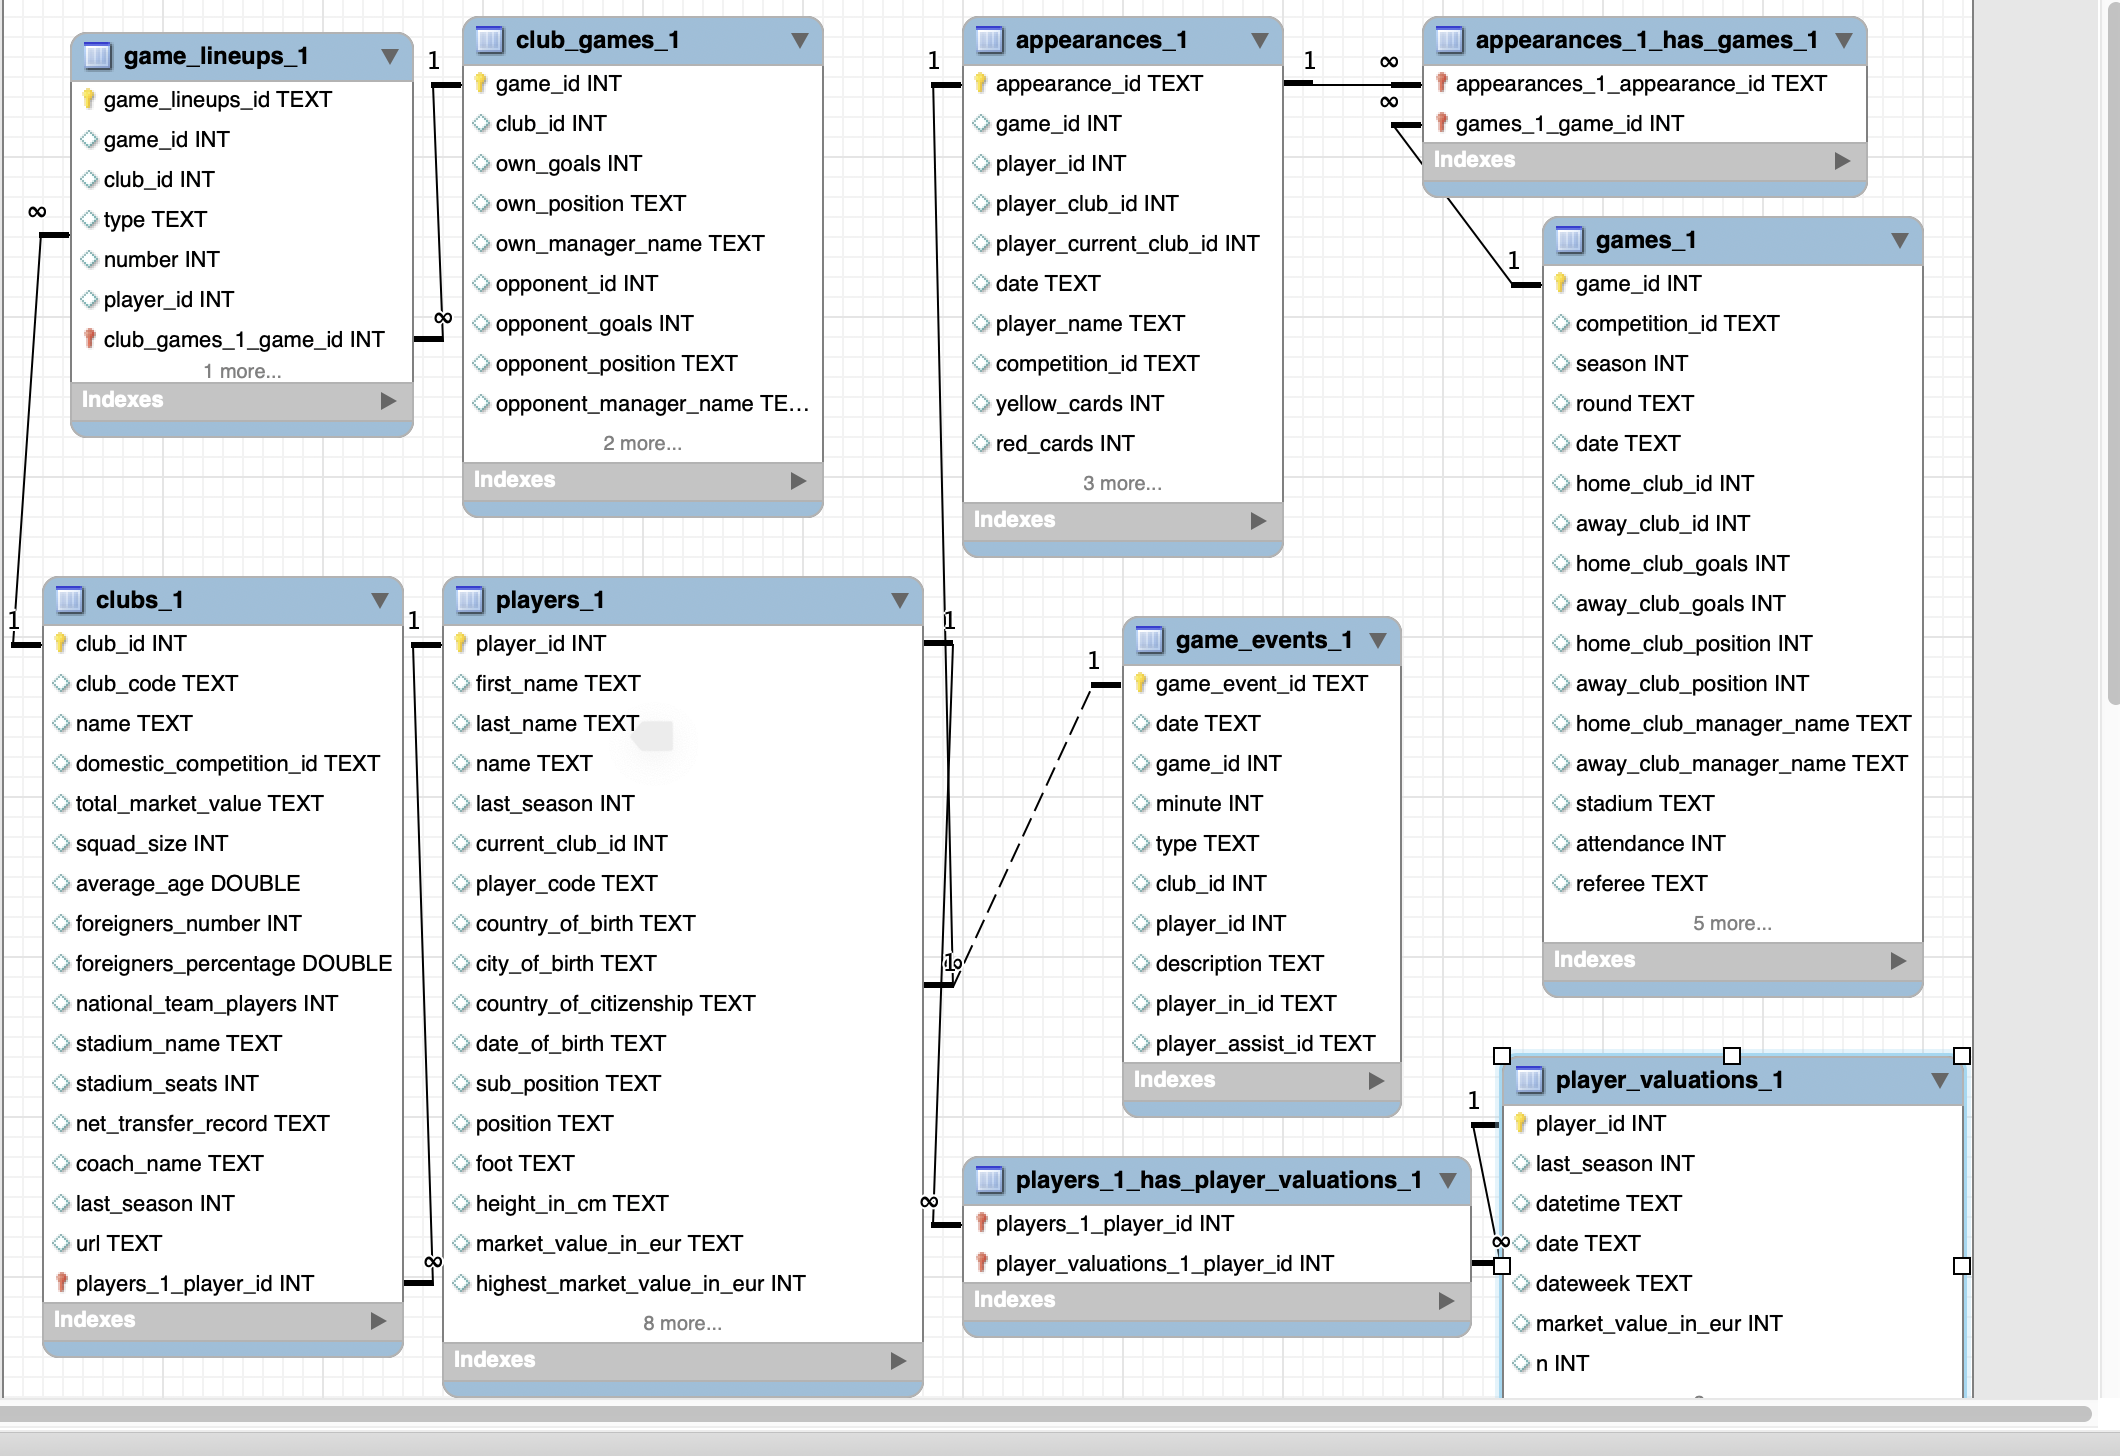 game_lineups_1
game_lineups_id TEXT
game_id INT
club_id INT
type TEXT
number INT
player_id INT
club_games_1_game_id INT
1 more...
Indexes
1
∞
∞
1
club_games_1
game_id INT
club_id INT
own_goals INT
own_position TEXT
own_manager_name TEXT
opponent_id INT
opponent_goals INT
opponent_position TEXT
opponent_manager_name TE...
2 more...
Indexes
1
appearances_1
appearance_id TEXT
game_id INT
player_id INT
player_club_id INT
player_current_club_id INT
date TEXT
player_name TEXT
competition_id TEXT
yellow_cards INT
red_cards INT
3 more...
Indexes
1
∞
∞
appearances_1_has_games_1
appearances_1_appearance_id TEXT
games_1_game_id INT
Indexes
1
games_1
game_id INT
competition_id TEXT
season INT
round TEXT
date TEXT
home_club_id INT
away_club_id INT
home_club_goals INT
away_club_goals INT
home_club_position INT
away_club_position INT
home_club_manager_name TEXT
away_club_manager_name TEXT
stadium TEXT
attendance INT
referee TEXT
5 more...
Indexes
clubs_1
club_id INT
club_code TEXT
name TEXT
domestic_competition_id TEXT
total_market_value TEXT
squad_size INT
average_age DOUBLE
foreigners_number INT
foreigners_percentage DOUBLE
national_team_players INT
stadium_name TEXT
stadium_seats INT
net_transfer_record TEXT
coach_name TEXT
last_season INT
url TEXT
players_1_player_id INT
Indexes
1
∞
players_1
player_id INT
first_name TEXT
last_name TEXT
name TEXT
last_season INT
current_club_id INT
player_code TEXT
country_of_birth TEXT
city_of_birth TEXT
country_of_citizenship TEXT
date_of_birth TEXT
sub_position TEXT
position TEXT
foot TEXT
height_in_cm TEXT
market_value_in_eur TEXT
highest_market_value_in_eur INT
8 more...
Indexes
1
1
∞
1
game_events_1
game_event_id TEXT
date TEXT
game_id INT
minute INT
type TEXT
club_id INT
player_id INT
description TEXT
player_in_id TEXT
player_assist_id TEXT
Indexes
players_1_has_player_valuations_1
players_1_player_id INT
player_valuations_1_player_id INT
Indexes
1
∞
player_valuations_1
player_id INT
last_season INT
datetime TEXT
date TEXT
dateweek TEXT
market_value_in_eur INT
n INT